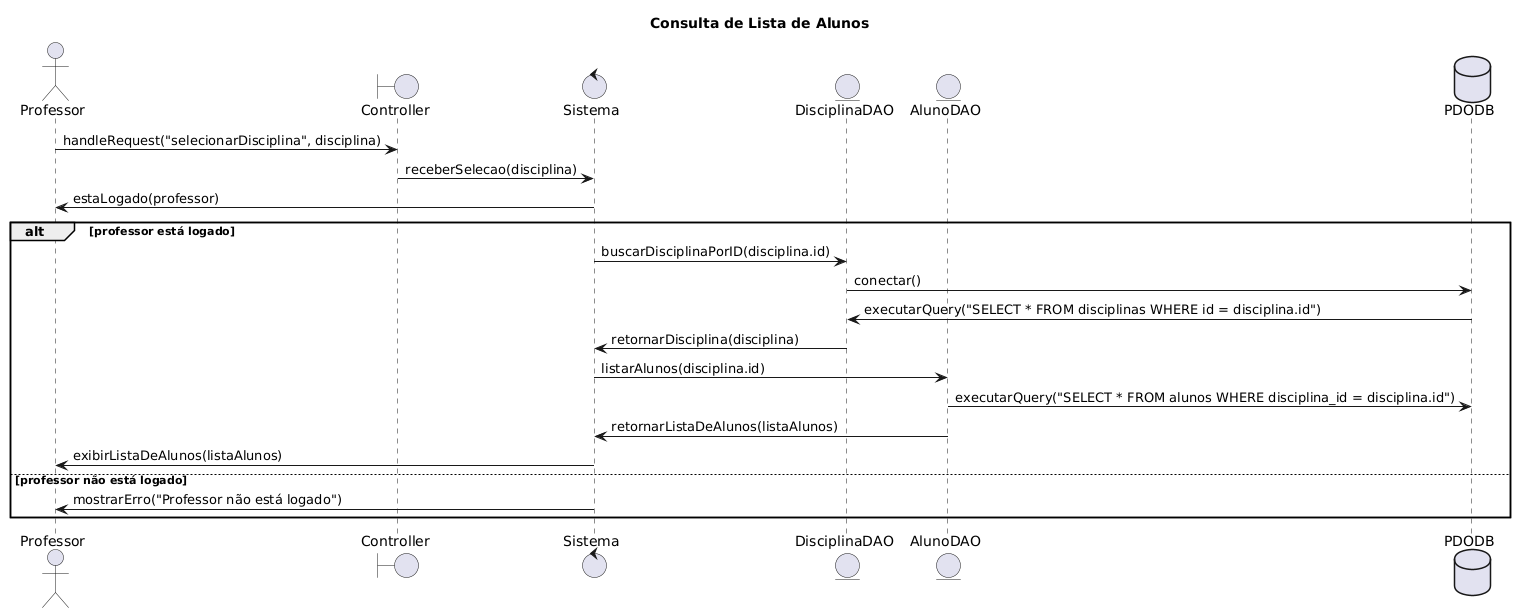 Consulta de Lista de Alunos
Professor Controller Sistema DisciplinaDAO AlunoDAO PDODB
handleRequest("selecionarDisciplina", disciplina)
receberSelecao(disciplina)
estaLogado(professor)
alt [professor está logado]
buscarDisciplinaPorID(disciplina.id)
conectar()
executarQuery("SELECT * FROM disciplinas WHERE id = disciplina.id")
retornarDisciplina(disciplina)
listarAlunos(disciplina.id)
executarQuery("SELECT * FROM alunos WHERE disciplina_id = disciplina.id")
retornarListaDeAlunos(listaAlunos)
exibirListaDeAlunos(listaAlunos)
[professor não está logado]
mostrarErro("Professor não está logado")
Professor Controller Sistema DisciplinaDAO AlunoDAO PDODB